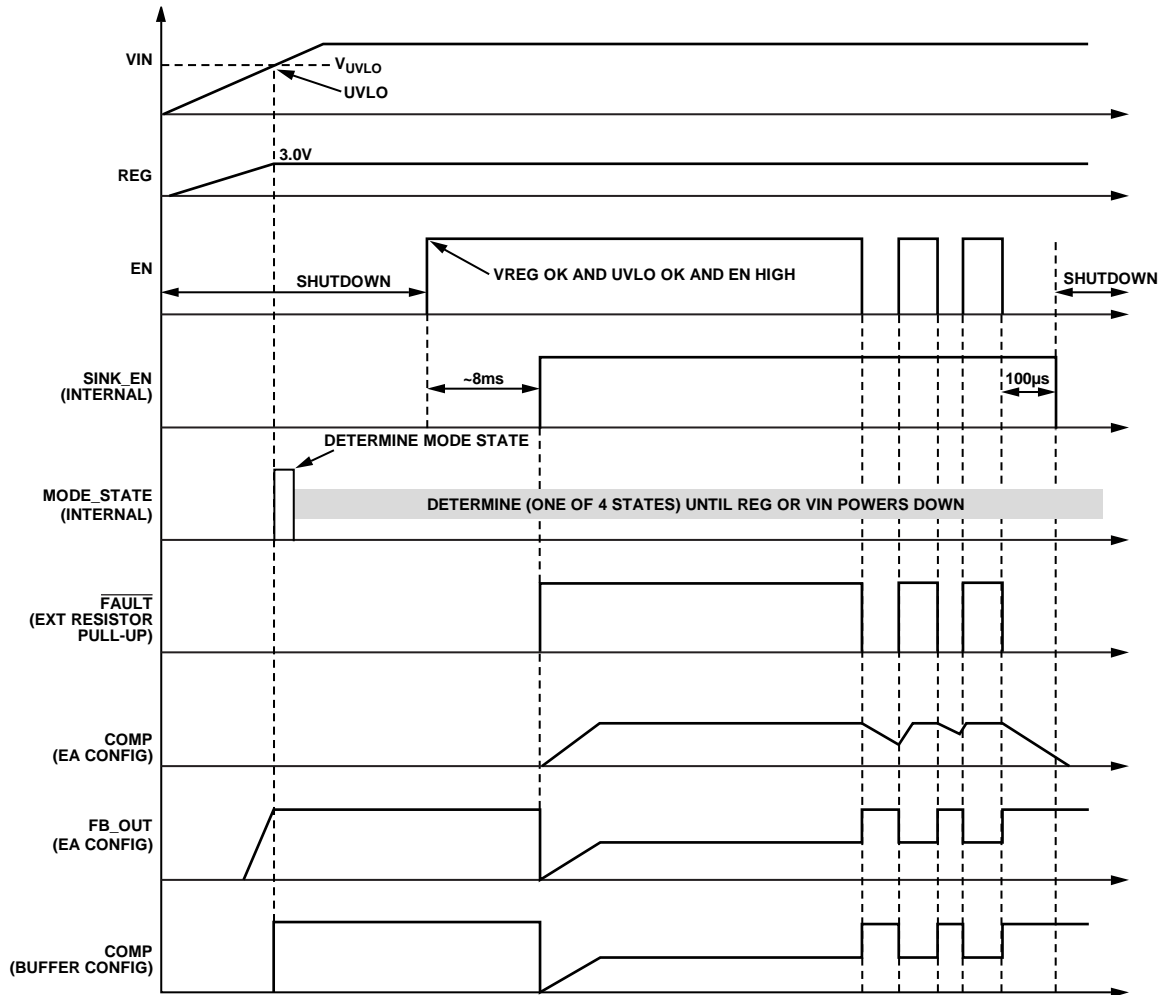 VIN
VUVLO
UVLO
3.0V
REG
EN
SHUTDOWN
VREG OK AND UVLO OK AND EN HIGH
SHUTDOWN
SINK_EN
(INTERNAL)
~8ms
100µs
DETERMINE MODE STATE
MODE_STATE
(INTERNAL)
DETERMINE (ONE OF 4 STATES) UNTIL REG OR VIN POWERS DOWN
FAULT
(EXT RESISTOR
PULL-UP)
COMP
(EA CONFIG)
FB_OUT
(EA CONFIG)
COMP
(BUFFER CONFIG)